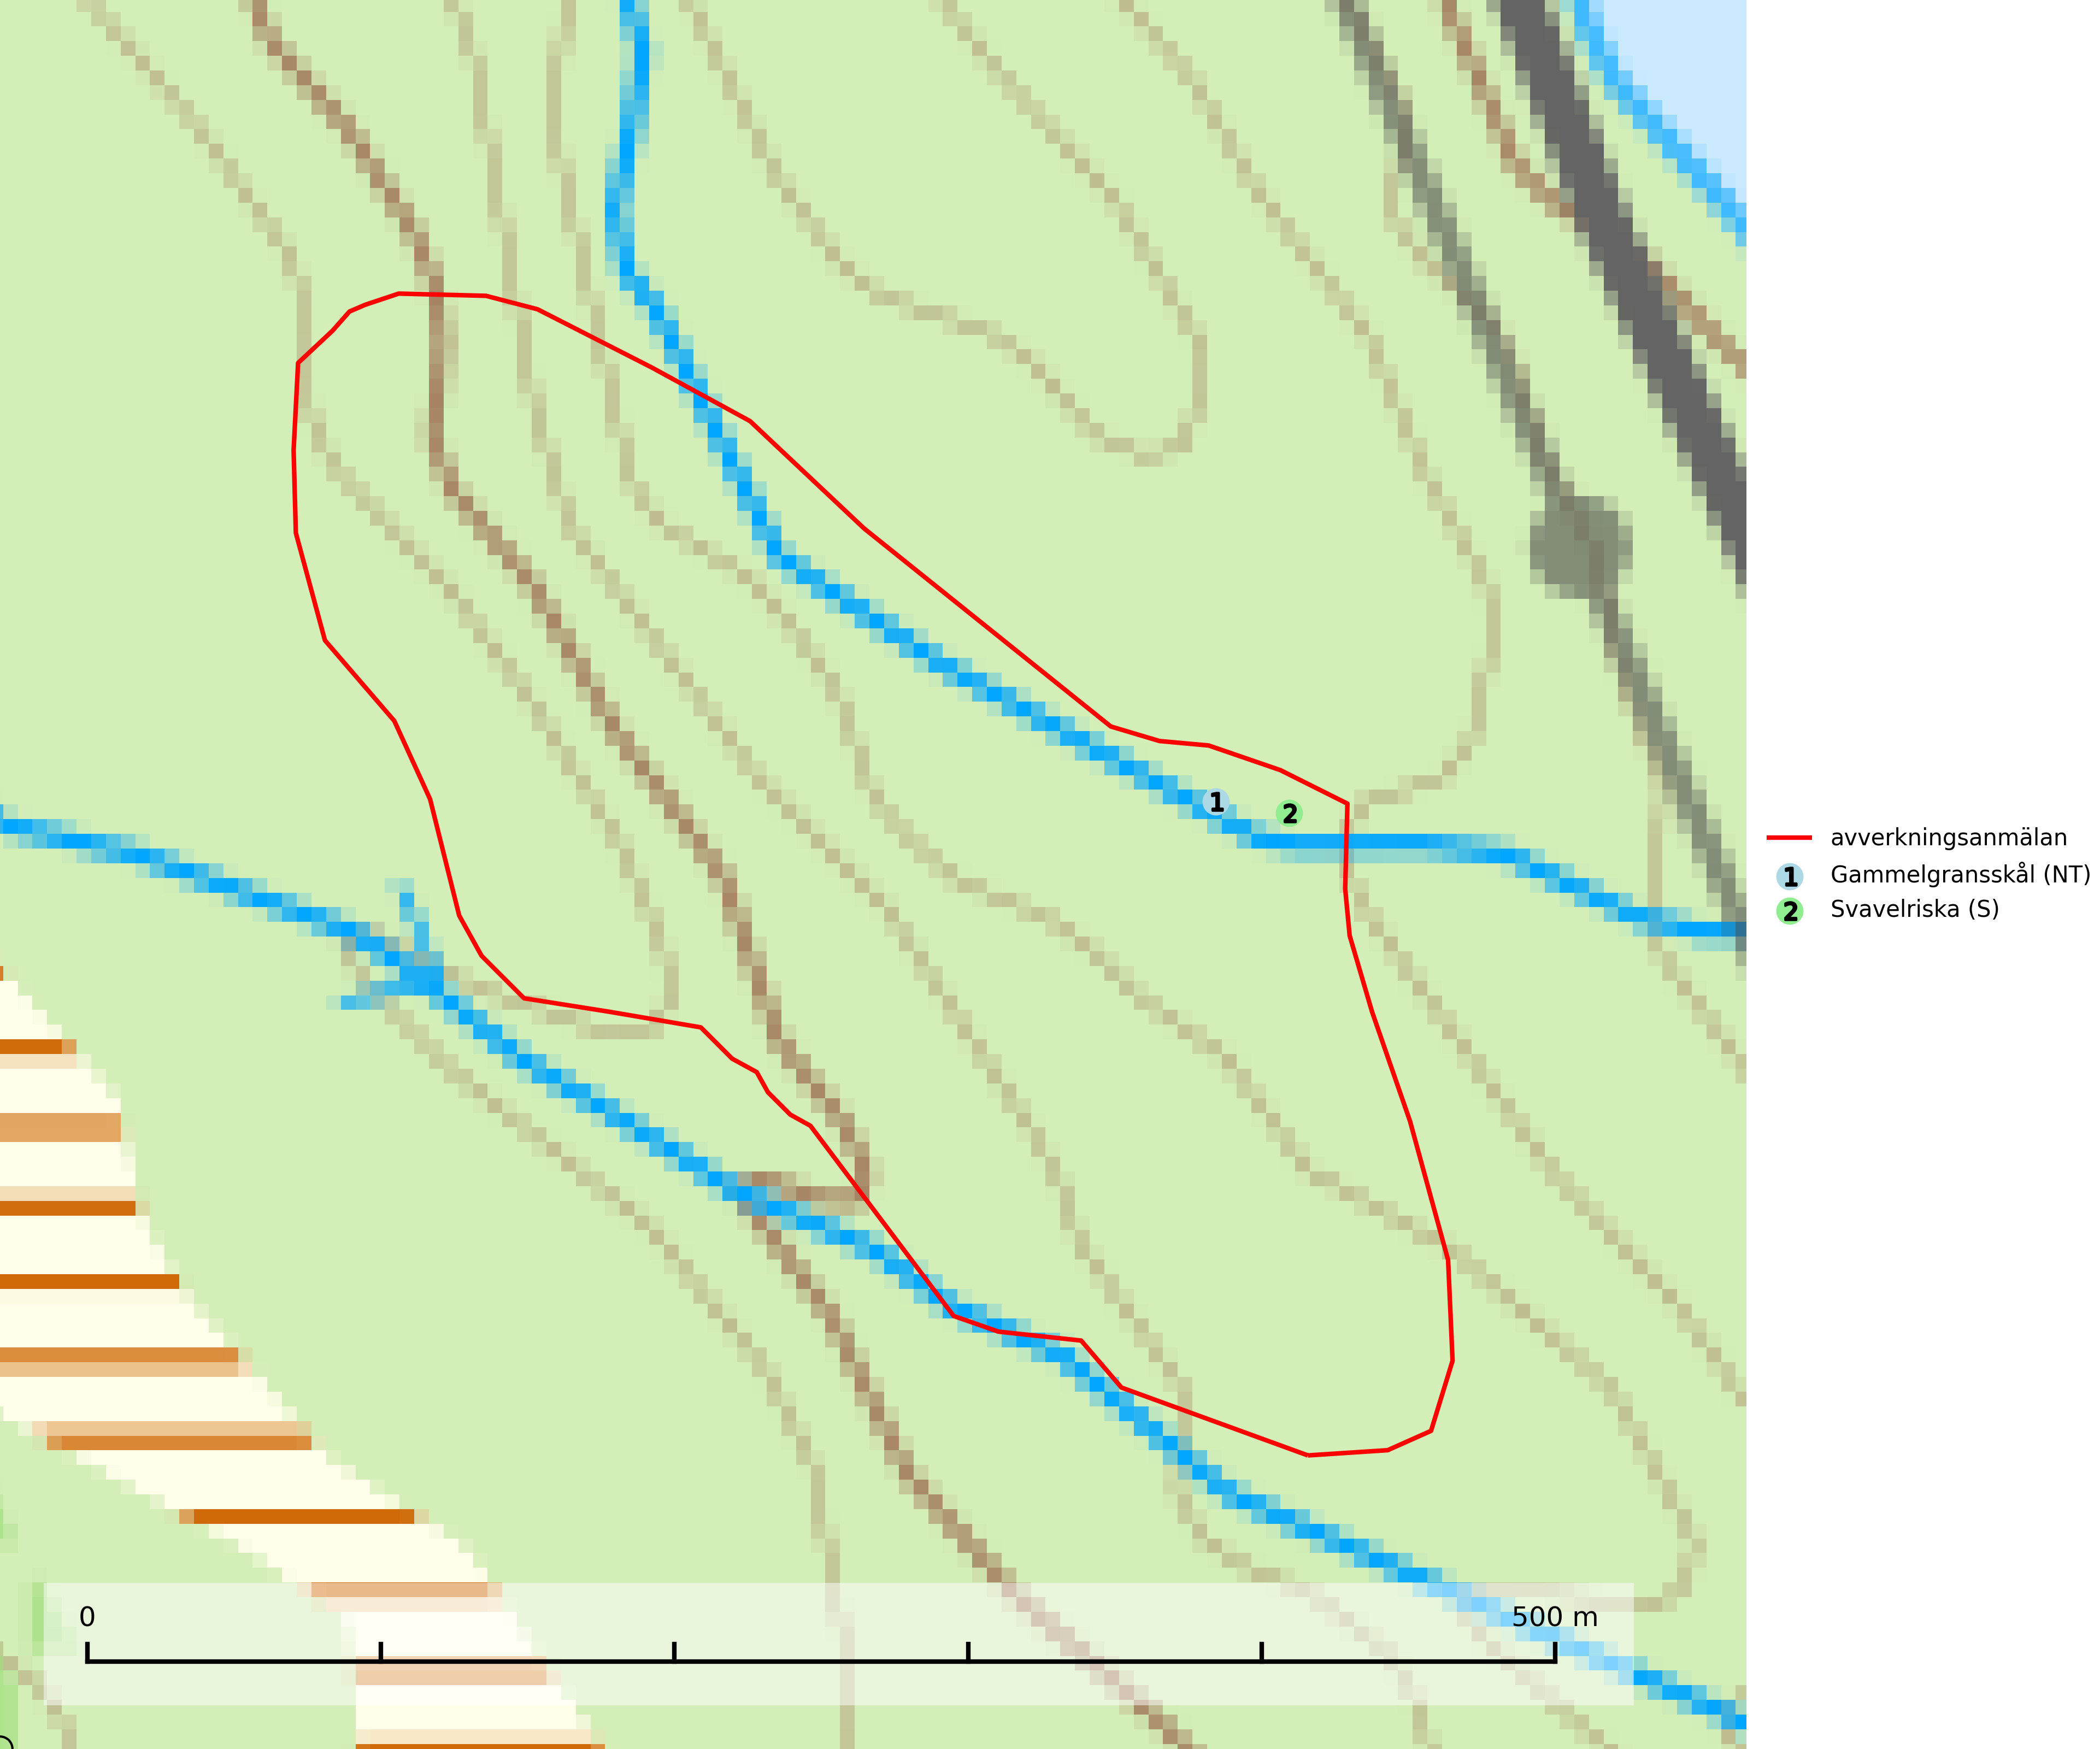 1
2
avverkningsanmälan
1 Gammelgransskål (NT)
2 Svavelriska (S)
0 500 m